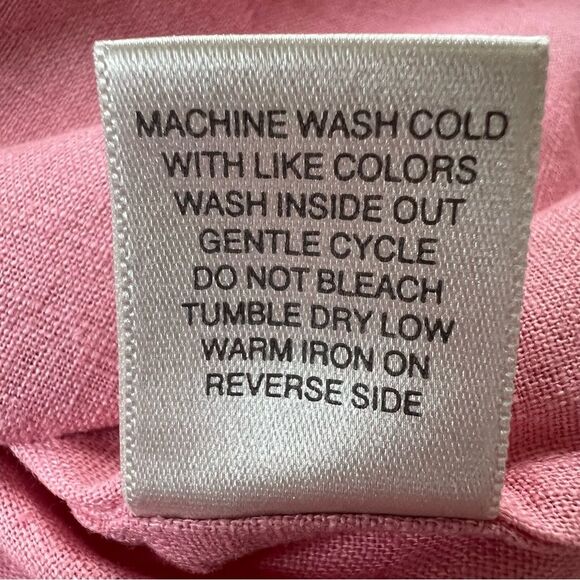 MACHINE WASH COLD
WITH LIKE COLORS
WASH INSIDE OUT
GENTLE CYCLE
DO NOT BLEACH
TUMBLE DRY LOW
WARM IRON ON
REVERSE SIDE